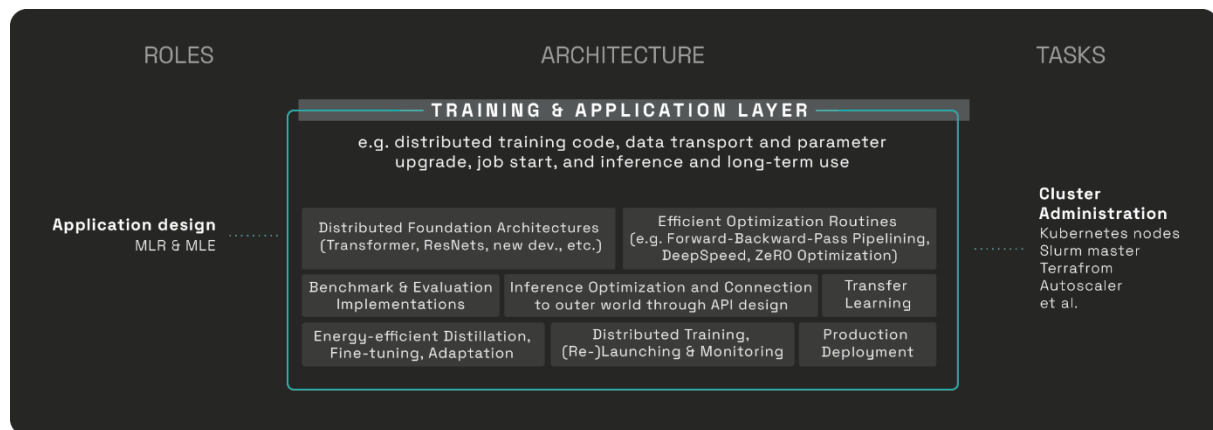 ROLES
ARCHITECTURE
TASKS
TRAINING & APPLICATION LAYER
e.g. distributed training code, data transport and parameter
upgrade, job start, and inference and long-term use
Application design
MLR & MLE
Distributed Foundation Architectures
(Transformer, ResNets, new dev., etc.)
Efficient Optimization Routines
(e.g. Forward-Backward-Pass Pipelining,
DeepSpeed, ZeRO Optimization)
Benchmark & Evaluation
Implementations
Inference Optimization and Connection
to outer world through API design
Transfer
Learning
Energy-efficient Distillation,
Fine-tuning, Adaptation
Distributed Training,
(Re-)Launching & Monitoring
Production
Deployment
Cluster
Administration
Kubernetes nodes
Slurm master
Terrafrom
Autoscaler
et al.